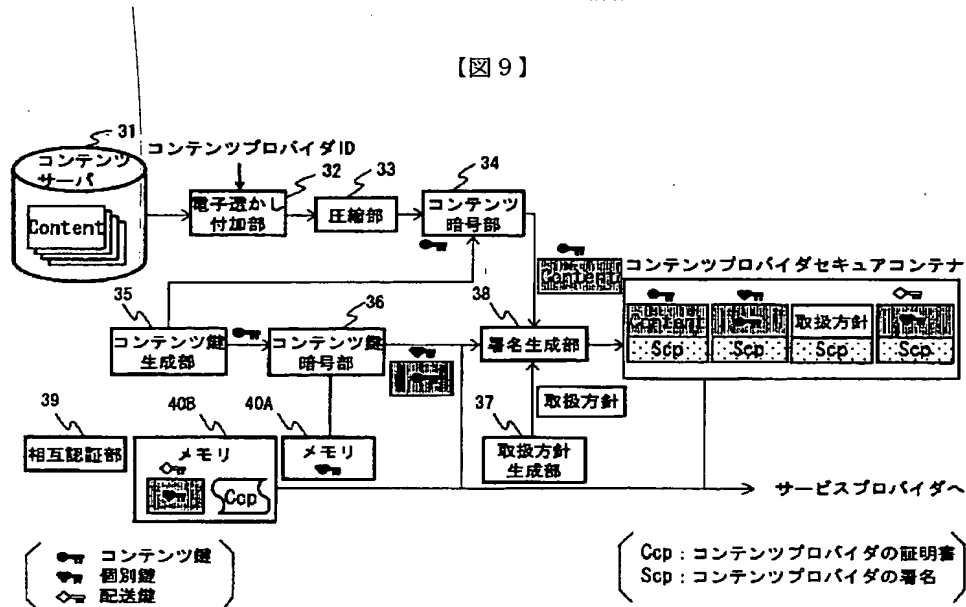 【図9】
31
コンテンツ
サーバ
Content
コンテンツプロバイダID
32
電子透かし
付加部
33
圧縮部
34
コンテンツ
暗号部
Content
コンテンツプロバイダセキュアコンテナ
Content
取扱方針
Scp
Scp
Scp
Scp
35
コンテンツ鍵
生成部
36
コンテンツ鍵
暗号部
38
署名生成部
取扱方針
37
取扱方針
生成部
39
相互認証部
40B
メモリ
Ccp
40A
メモリ
サービスプロバイダへ
コンテンツ鍵
個別鍵
配送鍵
Ccp：コンテンツプロバイダの証明書
Scp：コンテンツプロバイダの署名